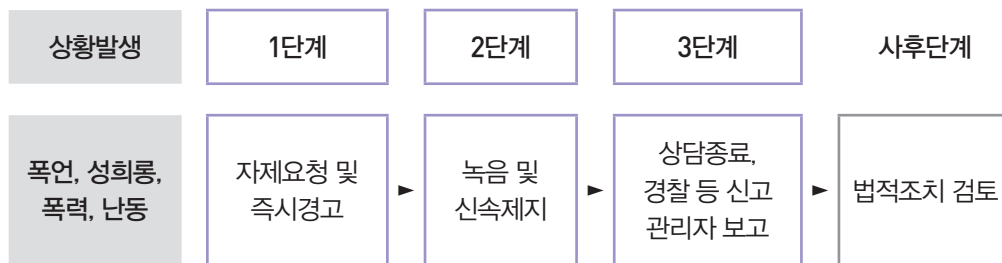 상황발생
1단계
2단계
3단계
사후단계
폭언, 성희롱,
폭력, 난동
자제요청 및
즉시경고
►
녹음 및
신속제지
►
상담종료,
경찰 등 신고
관리자 보고
►
법적조치 검토